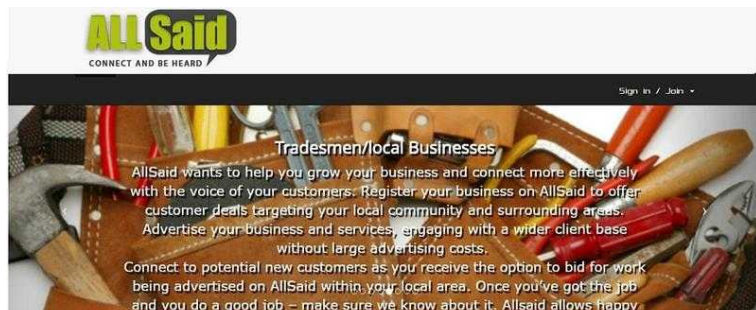 ALL Said
CONNECT AND BE HEARD
Sign in / Join
Tradesmen/local Businesses
AllSaid wants to help you grow your business and connect more effectively
with the voice of your customers. Register your business on AllSaid to offer
customer deals targeting your local community and surrounding areas.
Advertise your business and services, engaging with a wider client base
without large advertising costs.
Connect to potential new customers as you receive the option to bid for work
being advertised on AllSaid within your local area. Once you've got the job
and you do a good job – make sure we know about it. Allsaid allows happy